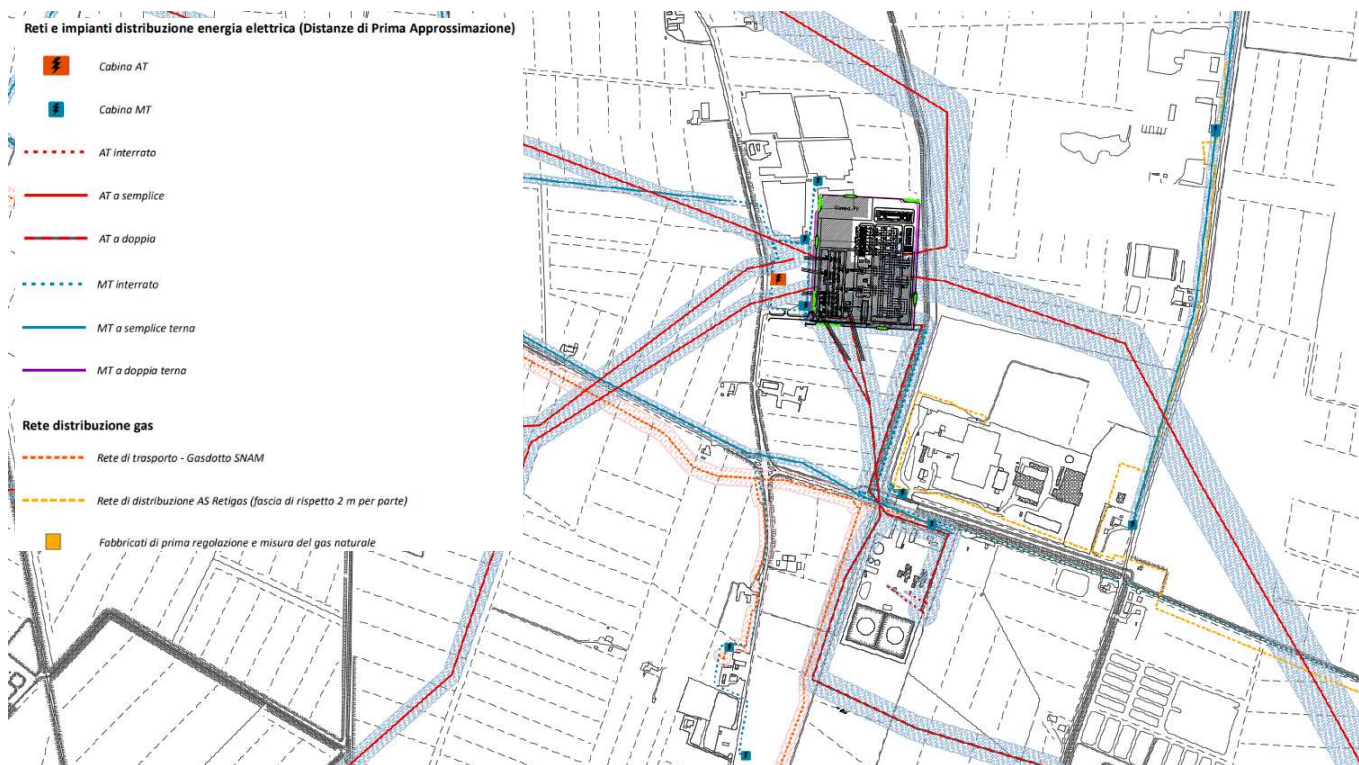 Reti e impianti distribuzione energia elettrica (Distanze di Prima Approssimazione)
Cabina AT
Cabina MT
AT interrato
AT a semplice
AT a doppia
MT interrato
MT a semplice terna
MT a doppia terna
Rete distribuzione gas
Rete di trasporto - Gasdotto SNAM
Rete di distribuzione AS Retigas (fascia di rispetto 2 m per parte)
Fabbricati di prima regolazione e misura del gas naturale